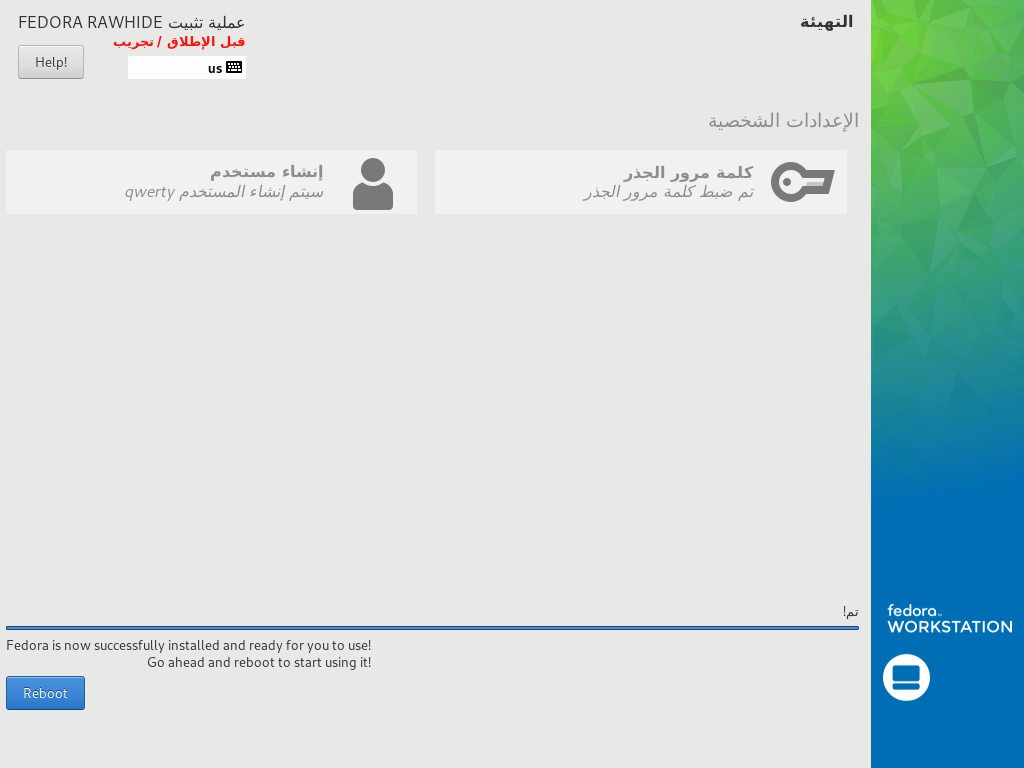 التهيئة
عملية تثبيت FEDORA RAWHIDE
قبل الإطلاق / تجريب
us
Help!
الإعدادات الشخصية
كلمة مرور الجذر
تم ضبط كلمة مرور الجذر
إنشاء مستخدم
سيتم إنشاء المستخدم qwerty
تم!
Fedora is now successfully installed and ready for you to use!
Go ahead and reboot to start using it!
Reboot
fedora™
WORKSTATION